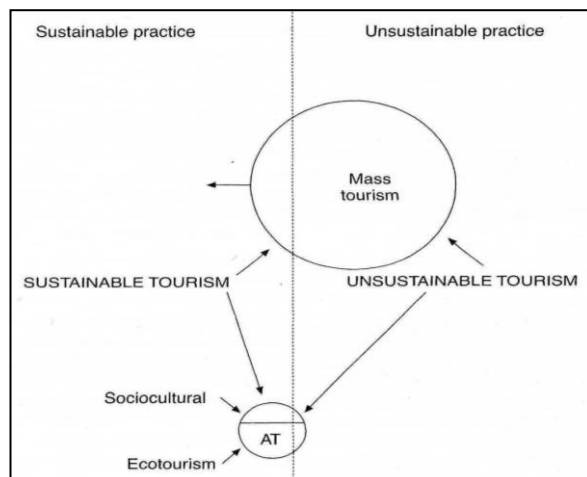 Sustainable practice
Unsustainable practice
Mass
tourism
SUSTAINABLE TOURISM
UNSUSTAINABLE TOURISM
Sociocultural
AT
Ecotourism